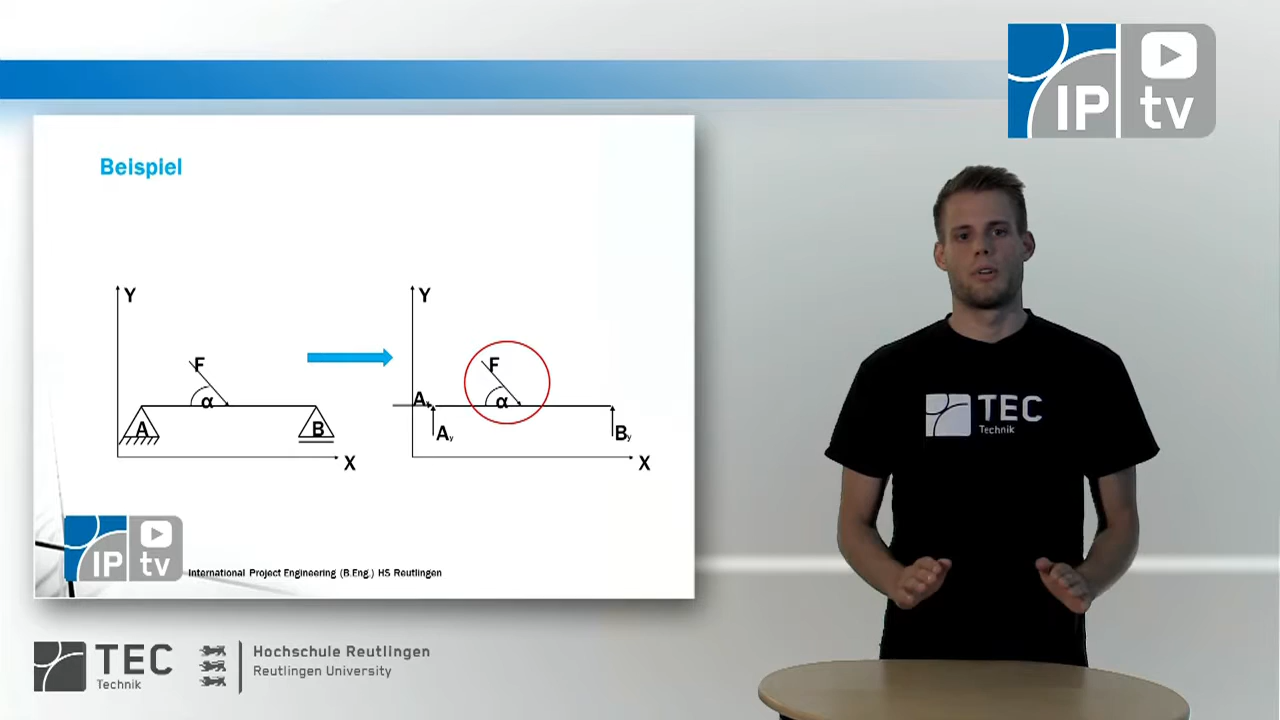 IP tv
Beispiel
Y
Y
F
F
α
α
A
B
Ax
Ay
By
X
X
IP tv
International Project Engineering (B.Eng.) HS Reutlingen
TEC
Technik
TEC
Technik
Hochschule Reutlingen
Reutlingen University